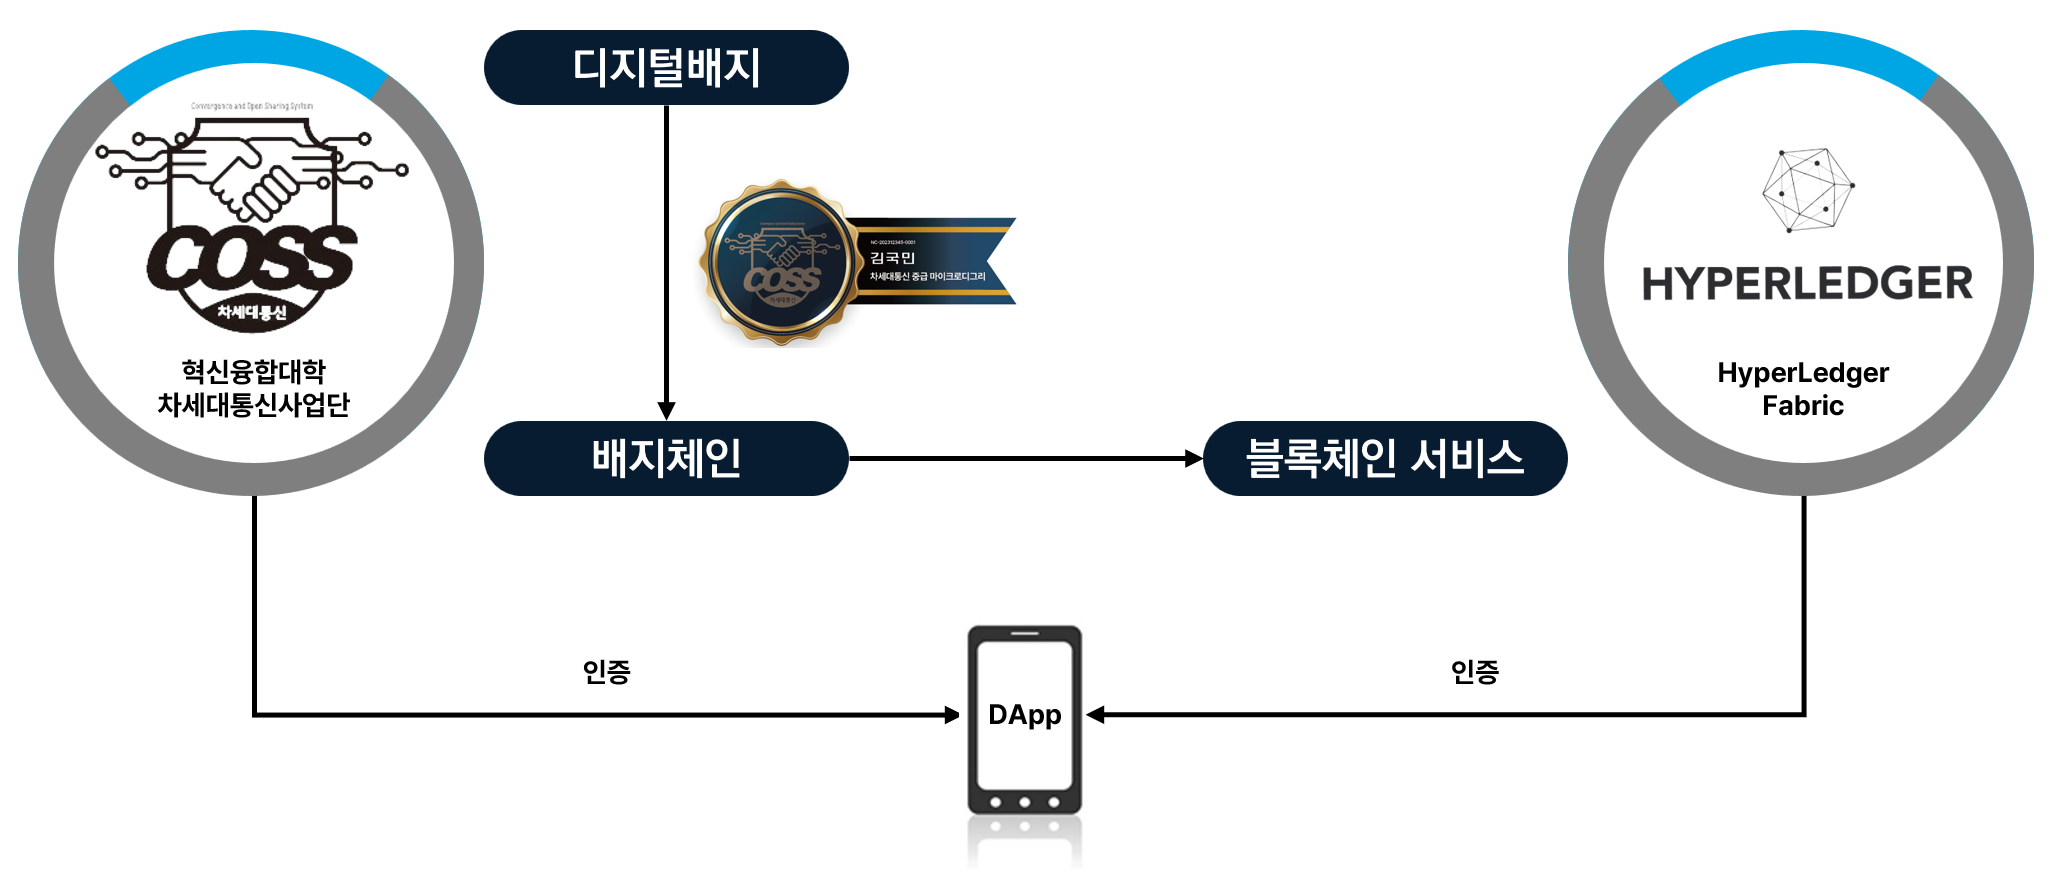 Convergence and Open Sharing System
COSS
차세대통신
혁신융합대학
차세대통신사업단
디지털배지
COSS
차세대통신
NC-202312345-0001
김국민
차세대통신 중급 마이크로디그리
배지체인
블록체인 서비스
HYPERLEDGER
HyperLedger
Fabric
인증
DApp
인증